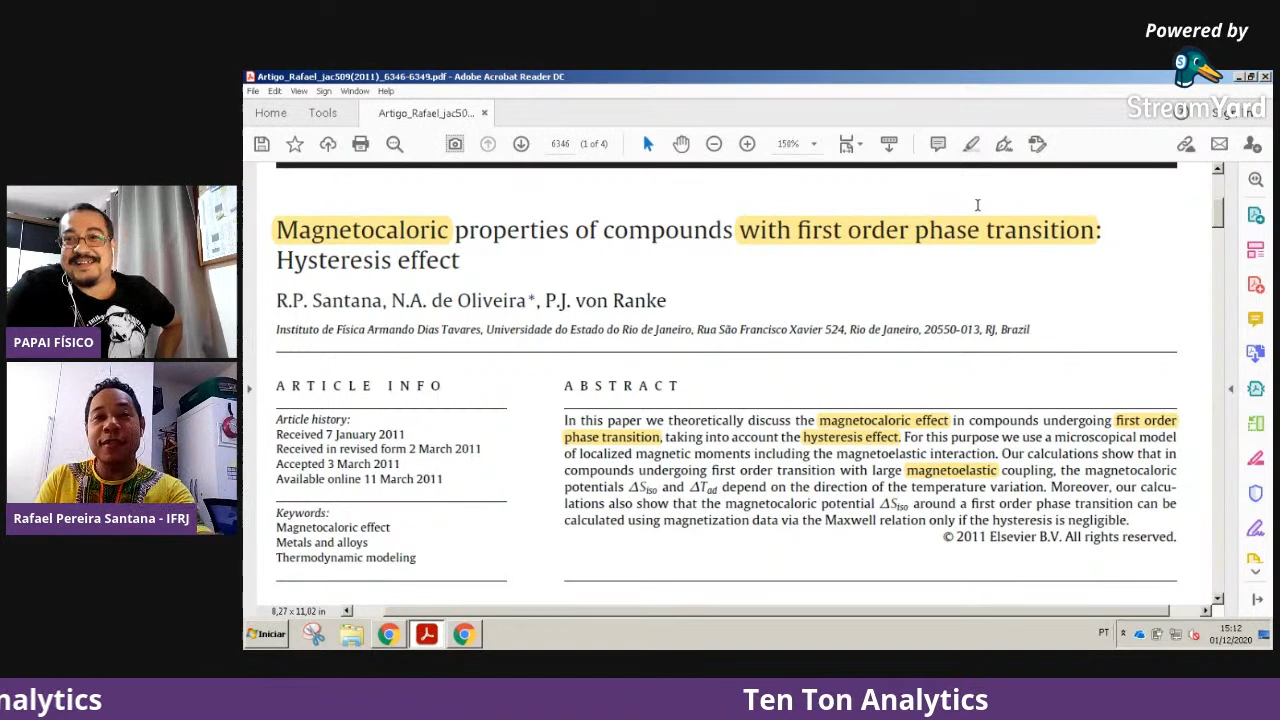 Powered by
StreamYard
Artigo_Rafael_jac509(2011)_6346-6349.pdf - Adobe Acrobat Reader DC
File Edit View Sign Window Help
Home Tools Artigo_Rafael_jac50... ×
6346 (1 of 4) 150%
Magnetocaloric properties of compounds with first order phase transition:
Hysteresis effect
R.P. Santana, N.A. de Oliveira*, P.J. von Ranke
Instituto de Física Armando Dias Tavares, Universidade do Estado do Rio de Janeiro, Rua São Francisco Xavier 524, Rio de Janeiro, 20550-013, RJ, Brazil
ARTICLE INFO
Article history:
Received 7 January 2011
Received in revised form 2 March 2011
Accepted 3 March 2011
Available online 11 March 2011
Keywords:
Magnetocaloric effect
Metals and alloys
Thermodynamic modeling
ABSTRACT
In this paper we theoretically discuss the magnetocaloric effect in compounds undergoing first order
phase transition, taking into account the hysteresis effect. For this purpose we use a microscopical model
of localized magnetic moments including the magnetoelastic interaction. Our calculations show that in
compounds undergoing first order transition with large magnetoelastic coupling, the magnetocaloric
potentials ΔSiso and ΔTad depend on the direction of the temperature variation. Moreover, our calcu-
lations also show that the magnetocaloric potential ΔSiso around a first order phase transition can be
calculated using magnetization data via the Maxwell relation only if the hysteresis is negligible.
© 2011 Elsevier B.V. All rights reserved.
8,27 x 11,02 in
Iniciar
PT
15:12
01/12/2020
PAPAI FÍSICO
Rafael Pereira Santana - IFRJ
nalytics
Ten Ton Analytics